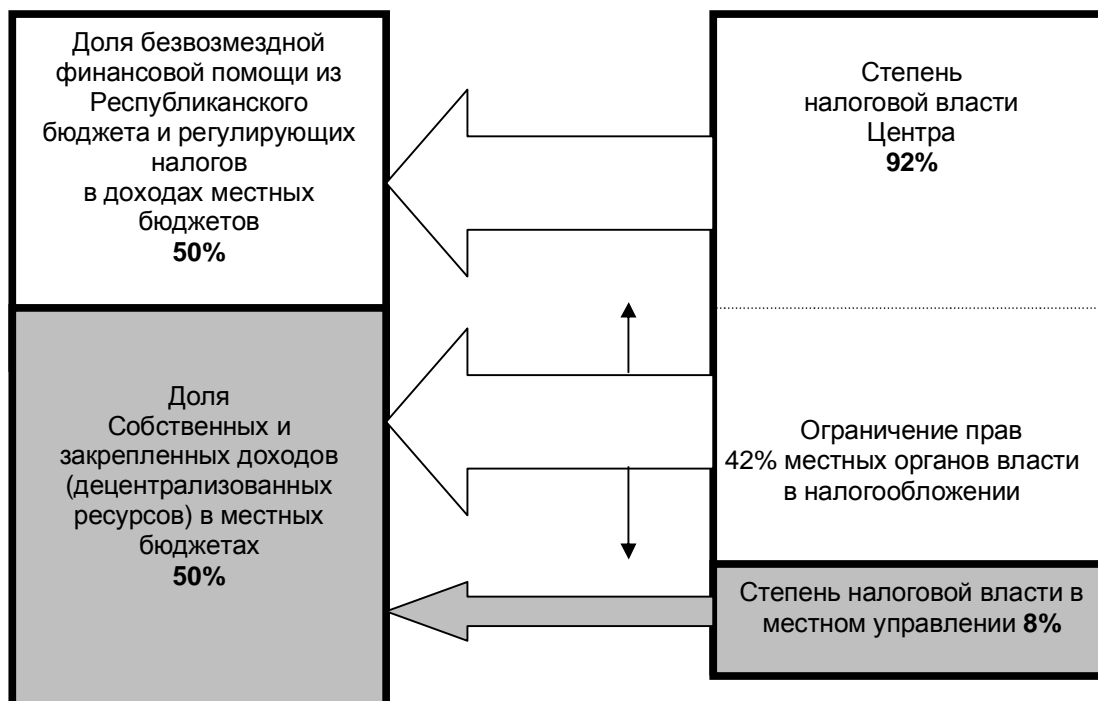 Доля безвозмездной
финансовой помощи из
Республиканского
бюджета и регулирующих
налогов
в доходах местных
бюджетов
50%
Доля
Собственных и
закрепленных доходов
(децентрализованных
ресурсов) в местных
бюджетах
50%
Степень
налоговой власти
Центра
92%
Ограничение прав
42% местных органов власти
в налогообложении
Степень налоговой власти в
местном управлении 8%